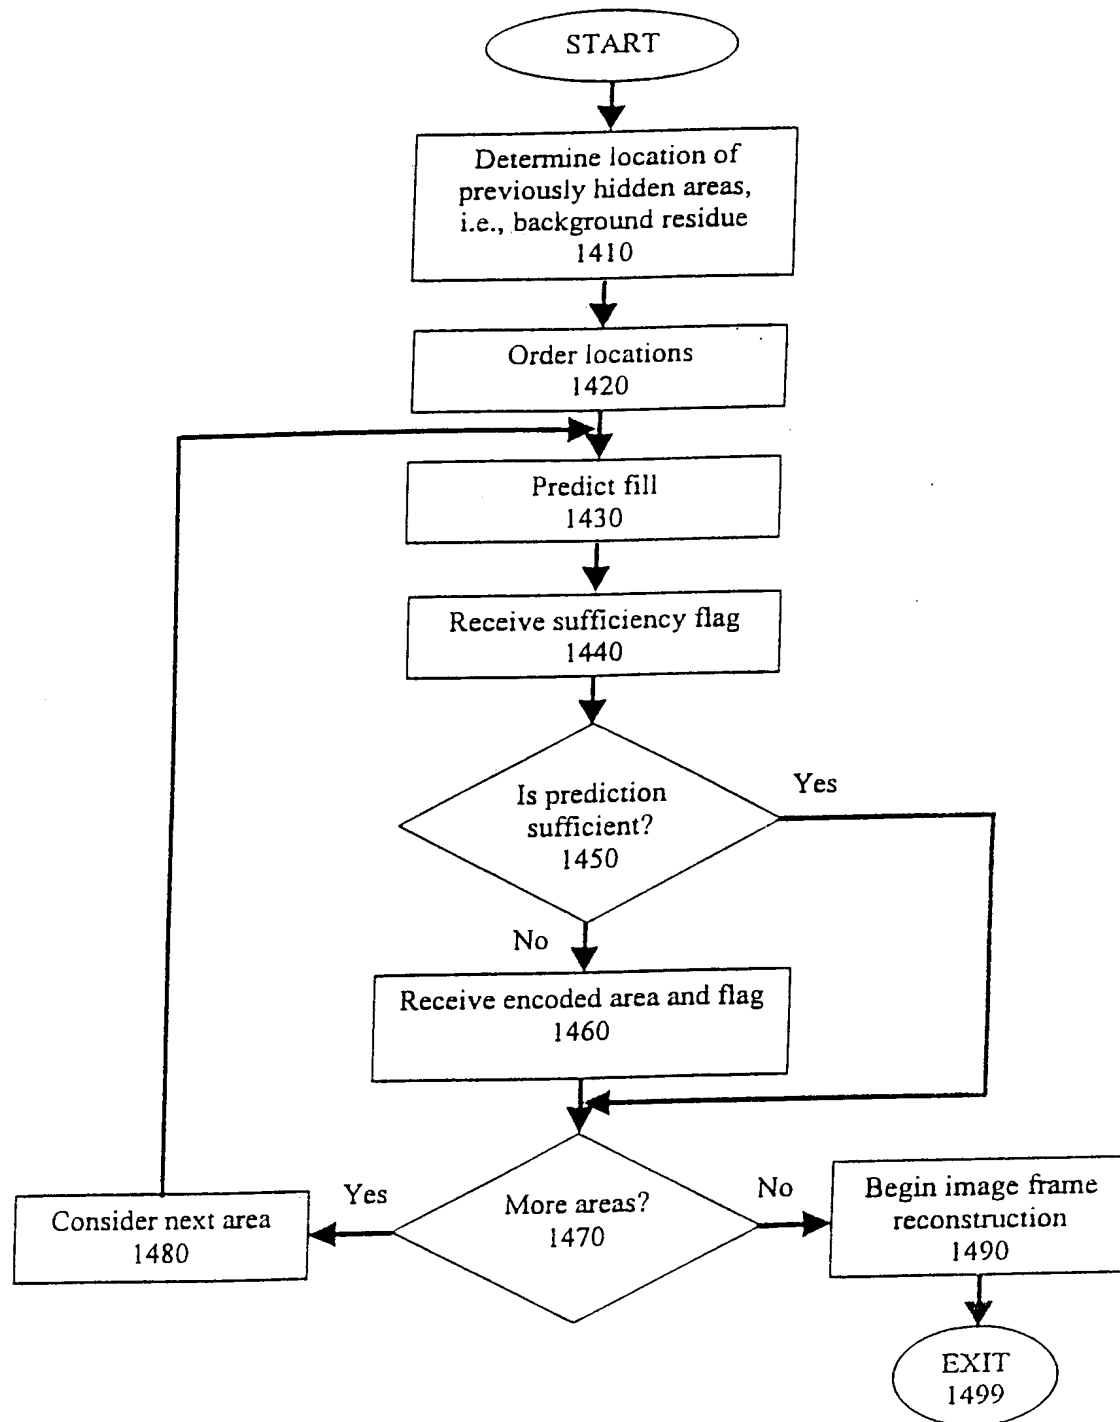 START
Determine location of
previously hidden areas,
i.e., background residue
1410
Order locations
1420
Predict fill
1430
Receive sufficiency flag
1440
Is prediction
sufficient?
1450
Yes
No
Receive encoded area and flag
1460
More areas?
1470
Yes
No
Consider next area
1480
Begin image frame
reconstruction
1490
EXIT
1499